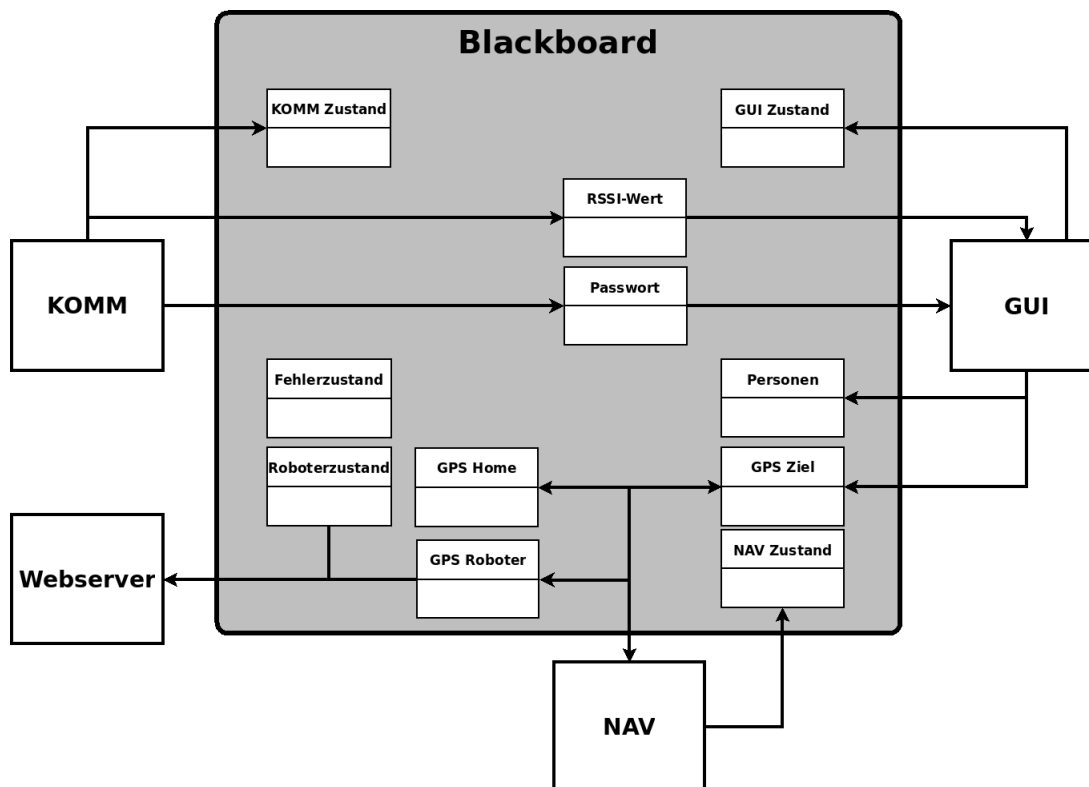 Blackboard
KOMM Zustand
GUI Zustand
RSSI-Wert
KOMM
Passwort
GUI
Fehlerzustand
Personen
Roboterzustand
GPS Home
GPS Ziel
Webserver
GPS Roboter
NAV Zustand
NAV